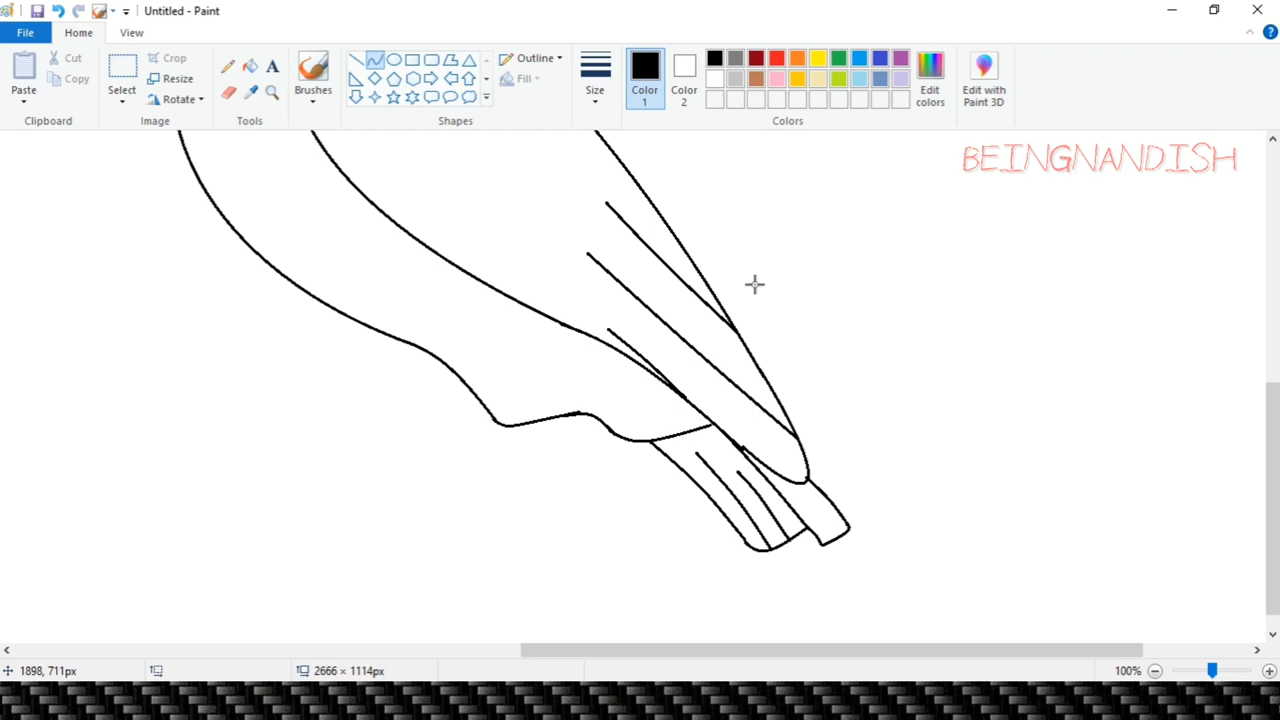 Untitled - Paint
File
Home
View
Paste
Cut
Copy
Clipboard
Select
Crop
Resize
Rotate
Image
A
Tools
Brushes
Outline
Fill
Shapes
Size
Color
1
Color
2
Edit
colors
Colors
Edit with
Paint 3D
?
BEINGNANDISH
1898, 711px
2666 × 1114px
100%